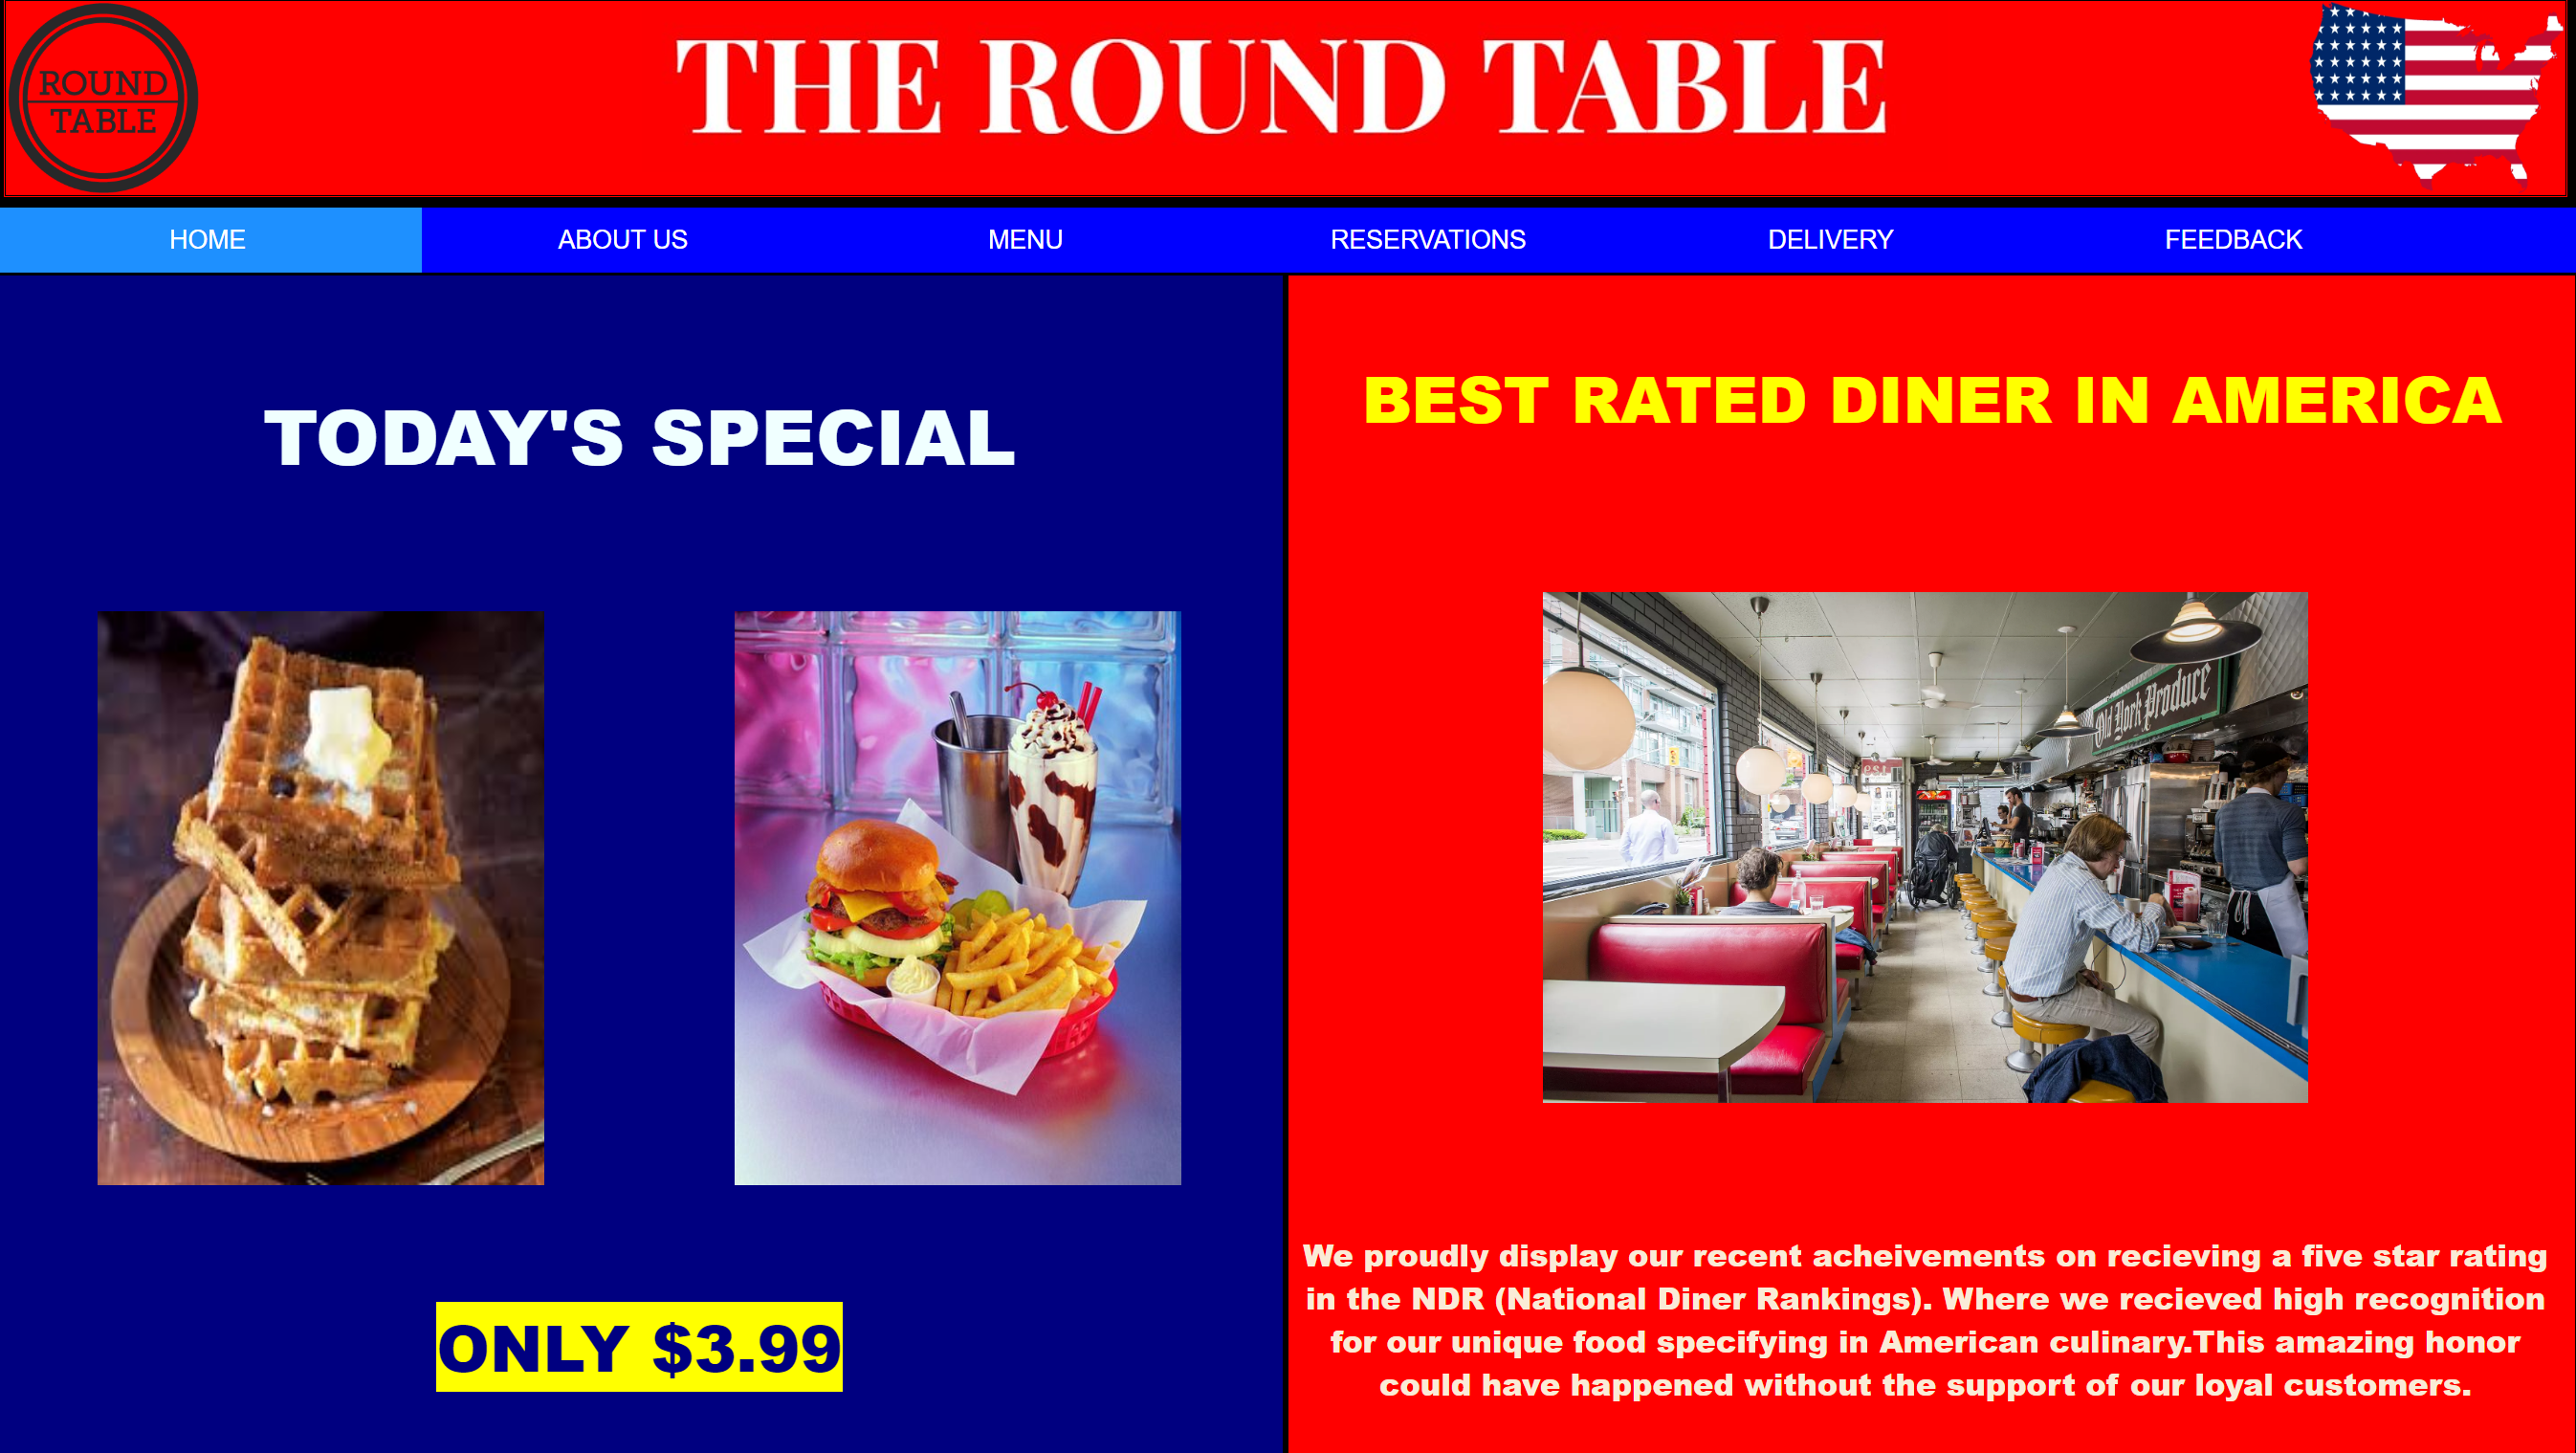 ROUND
TABLE
THE ROUND TABLE
HOME
ABOUT US
MENU
RESERVATIONS
DELIVERY
FEEDBACK
TODAY'S SPECIAL
ONLY $3.99
BEST RATED DINER IN AMERICA
Old York Produce
129
We proudly display our recent acheivements on recieving a five star rating
in the NDR (National Diner Rankings). Where we recieved high recognition
for our unique food specifying in American culinary.This amazing honor
could have happened without the support of our loyal customers.